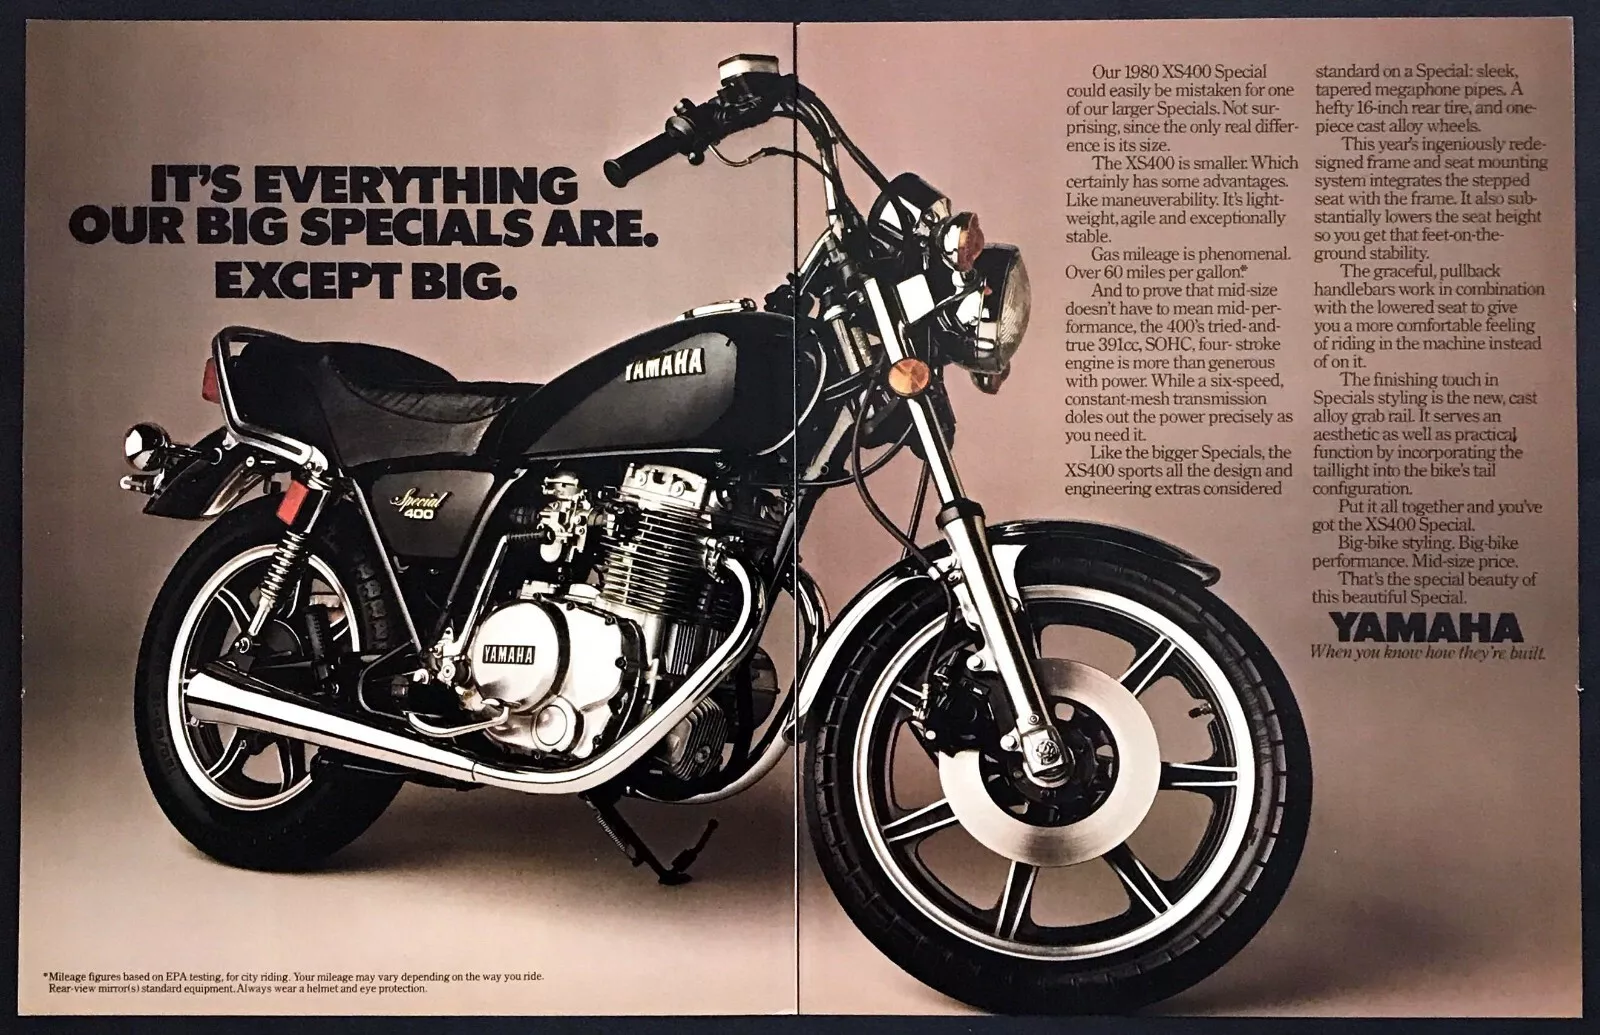 IT'S EVERYTHING
OUR BIG SPECIALS ARE.
EXCEPT BIG.
YAMAHA
Special
400
YAMAHA
Our 1980 XS400 Special
could easily be mistaken for one
of our larger Specials. Not sur-
prising, since the only real differ-
ence is its size.
The XS400 is smaller. Which
certainly has some advantages.
Like maneuverability. It's light-
weight, agile and exceptionally
stable.
Gas mileage is phenomenal.
Over 60 miles per gallon.*
And to prove that mid-size
doesn't have to mean mid-per-
formance, the 400's tried-and-
true 391cc, SOHC, four- stroke
engine is more than generous
with power. While a six-speed,
constant-mesh transmission
doles out the power precisely as
you need it.
Like the bigger Specials, the
XS400 sports all the design and
engineering extras considered
standard on a Special: sleek,
tapered megaphone pipes. A
hefty 16-inch rear tire, and one-
piece cast alloy wheels.
This year's ingeniously rede-
signed frame and seat mounting
system integrates the stepped
seat with the frame. It also sub-
stantially lowers the seat height
so you get that feet-on-the-
ground stability.
The graceful, pullback
handlebars work in combination
with the lowered seat to give
you a more comfortable feeling
of riding in the machine instead
of on it.
The finishing touch in
Specials styling is the new, cast
alloy grab rail. It serves an
aesthetic as well as practical
function by incorporating the
taillight into the bike's tail
configuration.
Put it all together and you've
got the XS400 Special.
Big-bike styling. Big-bike
performance. Mid-size price.
That's the special beauty of
this beautiful Special.
YAMAHA
When you know how they're built.
*Mileage figures based on EPA testing, for city riding. Your mileage may vary depending on the way you ride.
Rear-view mirror(s) standard equipment. Always wear a helmet and eye protection.